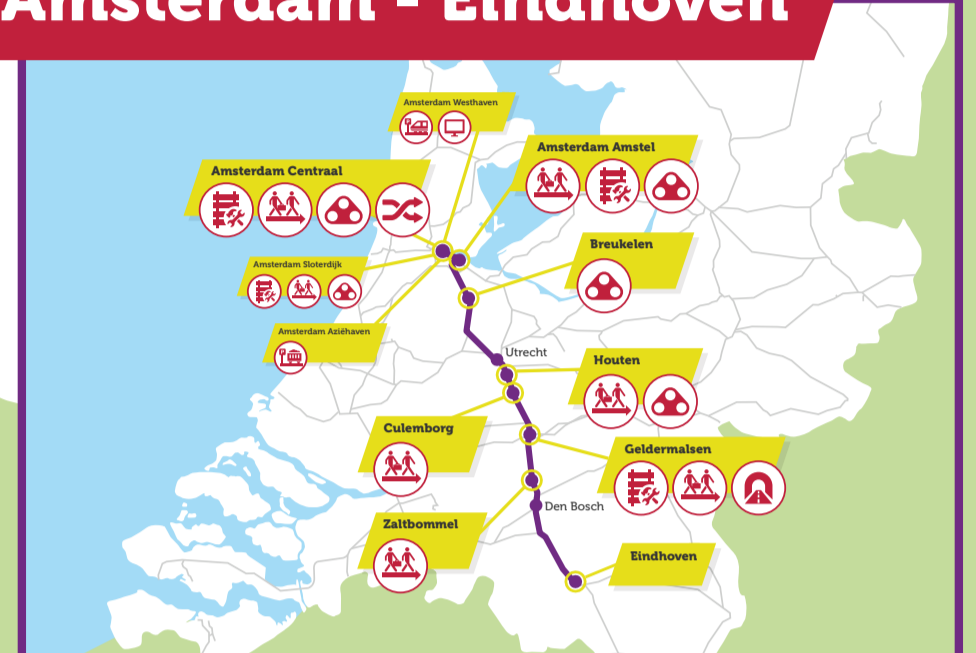 Amsterdam - Eindhoven
Amsterdam Westhaven
Amsterdam Amstel
Amsterdam Centraal
Breukelen
Amsterdam Sloterdijk
Amsterdam Aziëhaven
Utrecht
Houten
Culemborg
Geldermalsen
Den Bosch
Zaltbommel
Eindhoven
P
P